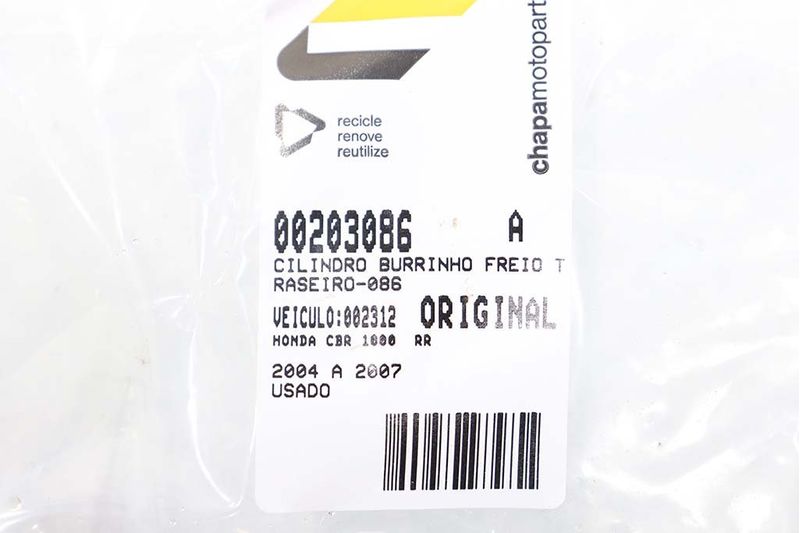 chapamotopart
recicle
renove
reutilize
00203086 A
CILINDRO BURRINHO FREIO T
RASEIRO-086
VEICULO:002312 ORIGINAL
HONDA CBR 1000 RR
2004 A 2007
USADO